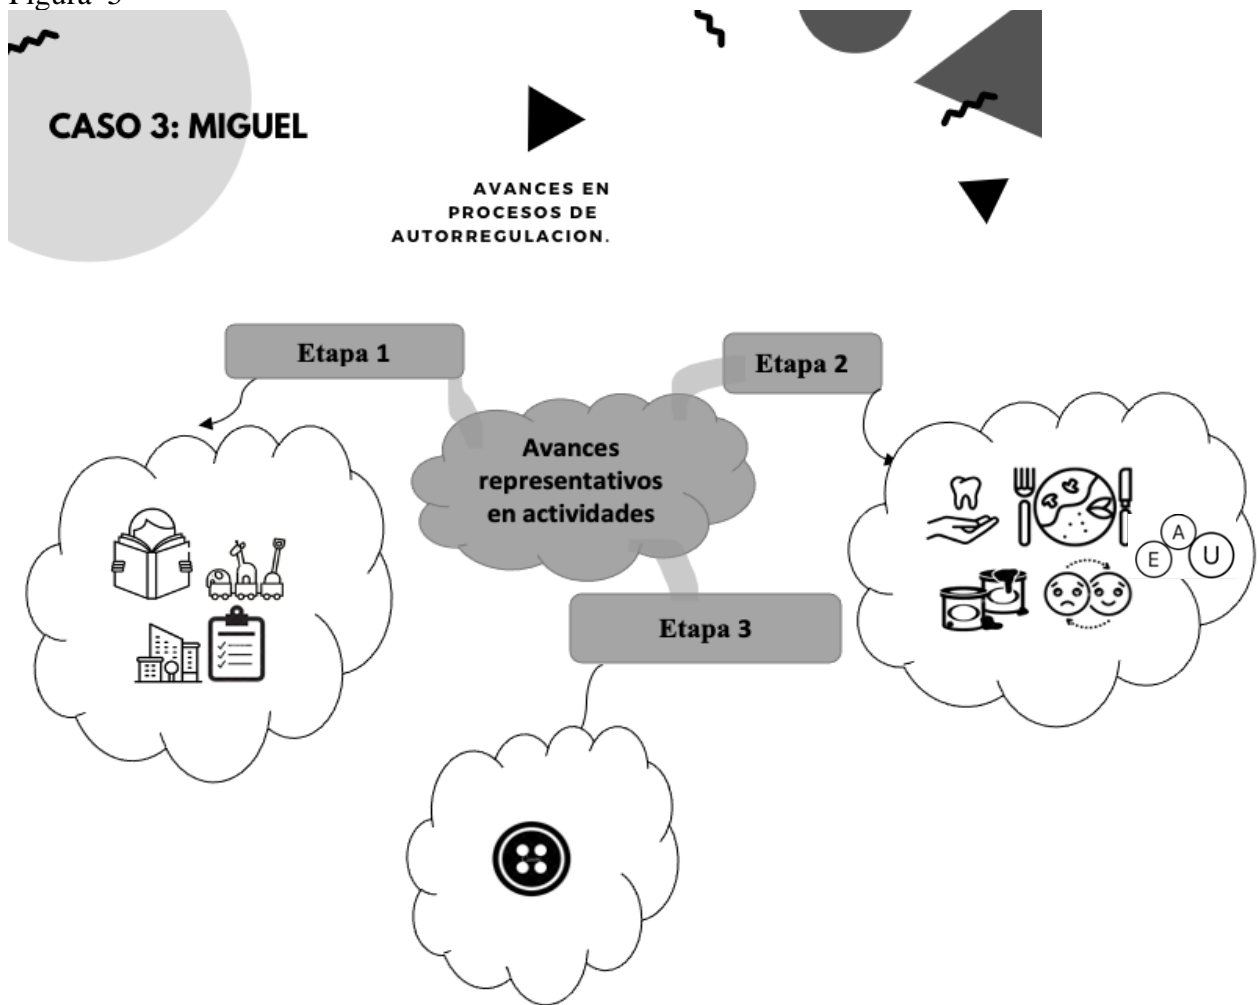 Figura 3
CASO 3: MIGUEL
AVANCES EN
PROCESOS DE
AUTORREGULACION.
Etapa 1
Etapa 2
Avances
representativos
en actividades
A
E
U
Etapa 3